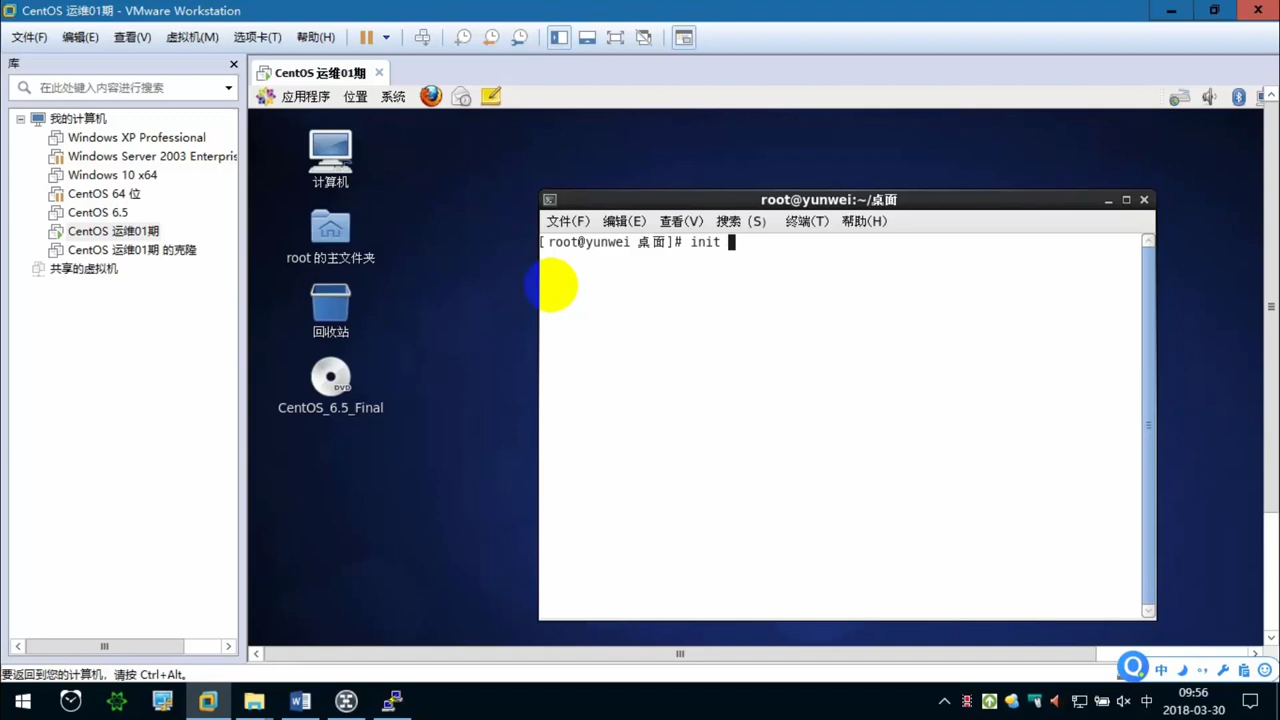 CentOS 运维01期 - VMware Workstation
文件(F) 编辑(E) 查看(V) 虚拟机(M) 选项卡(T) 帮助(H)
库
在此处键入内容进行搜索
我的计算机
Windows XP Professional
Windows Server 2003 Enterpris
Windows 10 x64
CentOS 64 位
CentOS 6.5
CentOS 运维01期
CentOS 运维01期 的克隆
共享的虚拟机
CentOS 运维01期
应用程序 位置 系统
计算机
root 的主文件夹
回收站
DVD
CentOS_6.5_Final
root@yunwei:~/桌面
文件(F) 编辑(E) 查看(V) 搜索 (S) 终端(T) 帮助(H)
[root@yunwei 桌面]# init
要返回到您的计算机，请按 Ctrl+Alt。
中
中
09:56
2018-03-30